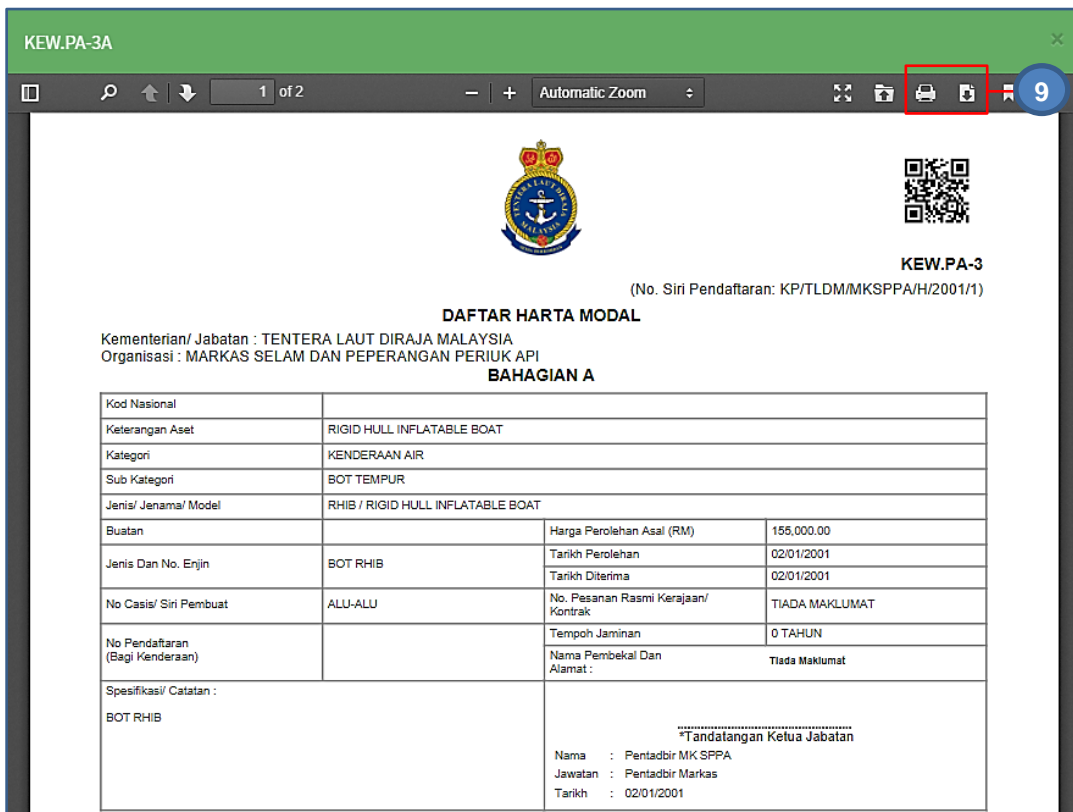 KEW.PA-3A
×
1 of 2
Automatic Zoom
9
TENTERA LAUT DIRAJA
MALAYSIA
KEW.PA-3
(No. Siri Pendaftaran: KP/TLDM/MKSPPA/H/2001/1)
DAFTAR HARTA MODAL
Kementerian/ Jabatan : TENTERA LAUT DIRAJA MALAYSIA
Organisasi : MARKAS SELAM DAN PEPERANGAN PERIUK API
BAHAGIAN A
Kod Nasional
Keterangan Aset RIGID HULL INFLATABLE BOAT
Kategori KENDERAAN AIR
Sub Kategori BOT TEMPUR
Jenis/ Jenama/ Model RHIB / RIGID HULL INFLATABLE BOAT
Buatan Harga Perolehan Asal (RM) 155,000.00
Jenis Dan No. Enjin BOT RHIB Tarikh Perolehan 02/01/2001
Tarikh Diterima 02/01/2001
No Casis/ Siri Pembuat ALU-ALU No. Pesanan Rasmi Kerajaan/ TIADA MAKLUMAT
Kontrak
No Pendaftaran Tempoh Jaminan 0 TAHUN
(Bagi Kenderaan) Nama Pembekal Dan Tiada Maklumat
Alamat :
Spesifikasi/ Catatan :
BOT RHIB
*Tandatangan Ketua Jabatan
Nama : Pentadbir MK SPPA
Jawatan : Pentadbir Markas
Tarikh : 02/01/2001